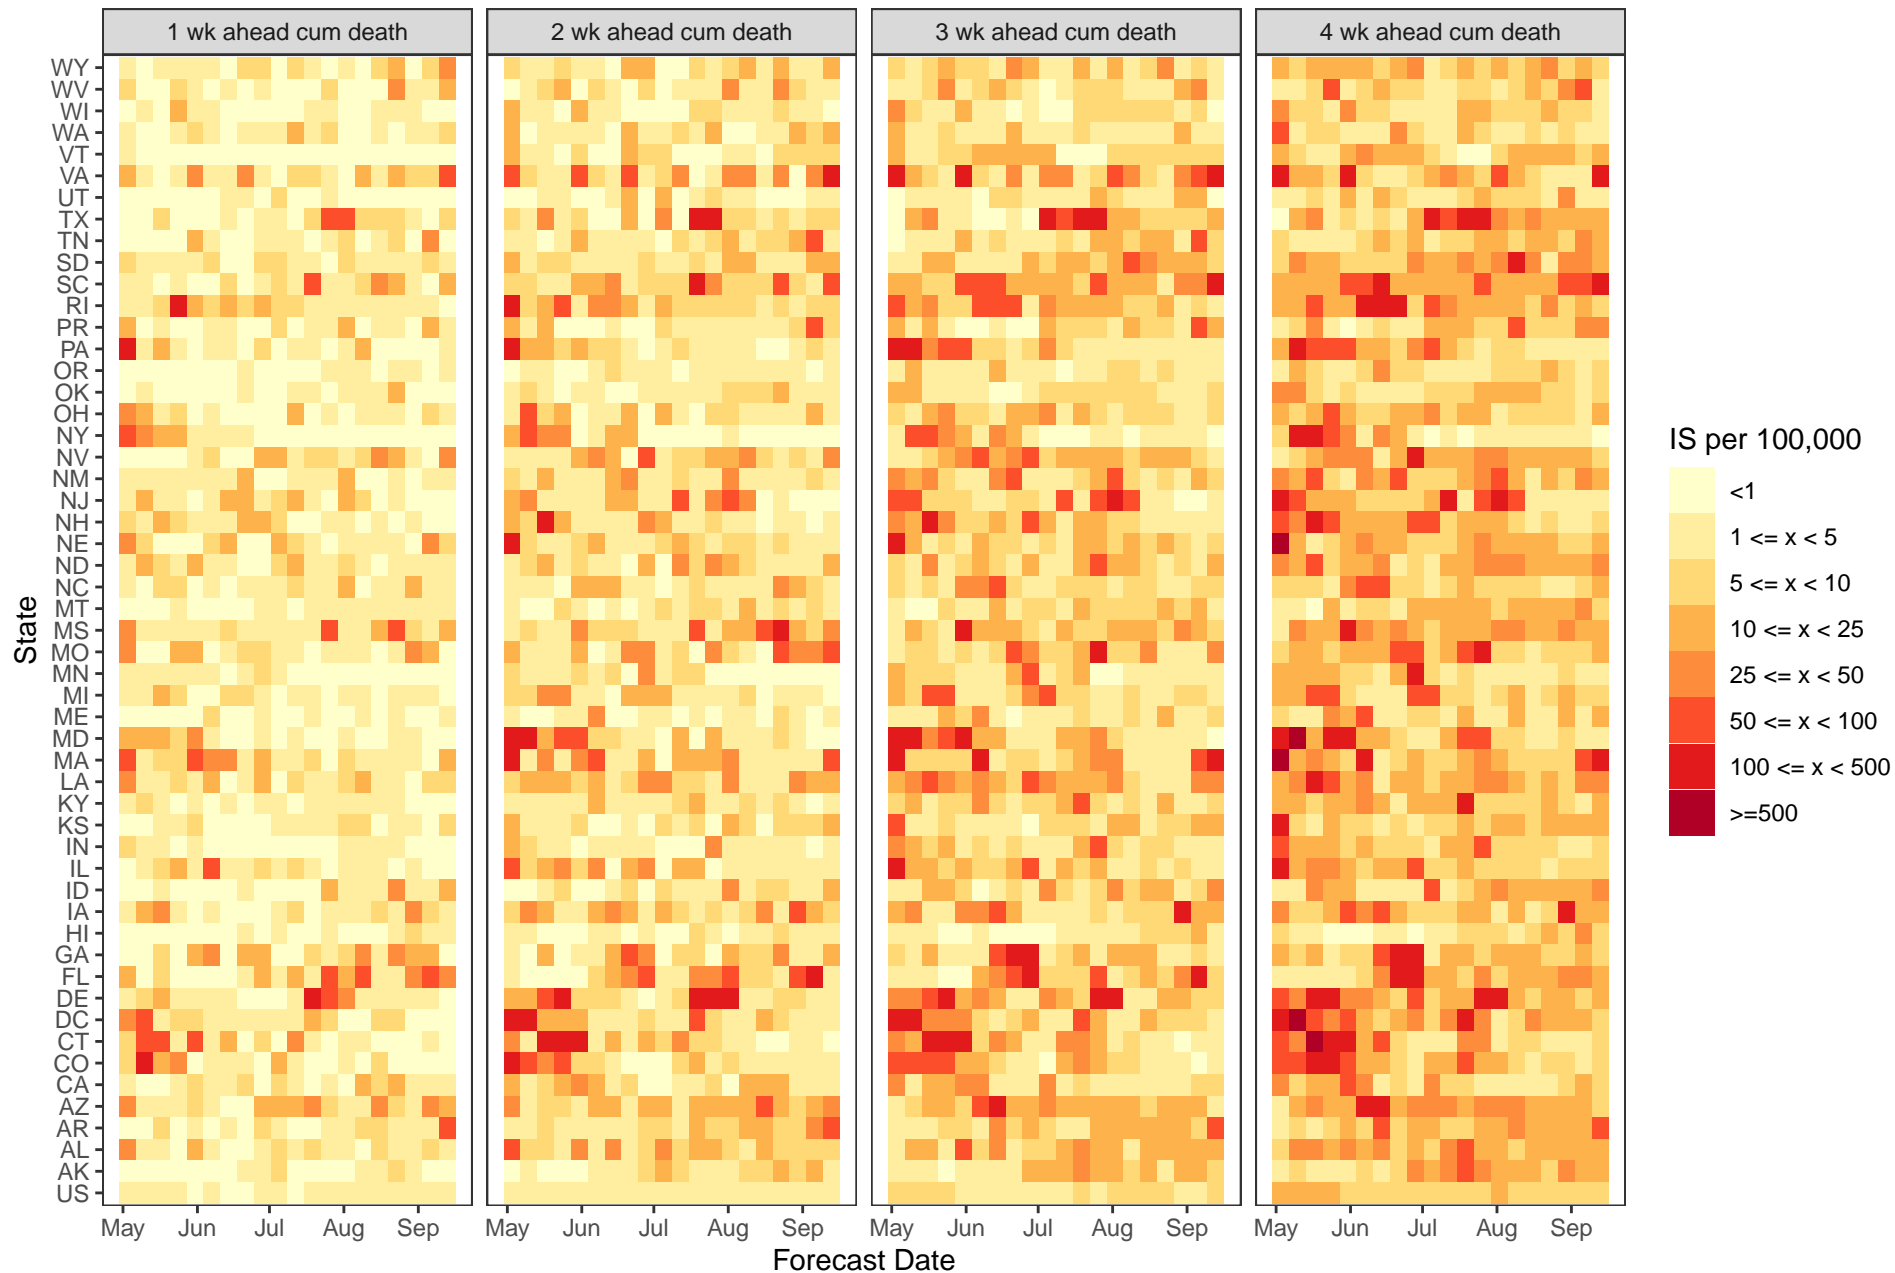 1 wk ahead cum death
2 wk ahead cum death
3 wk ahead cum death
4 wk ahead cum death
State
WY
WV
WI
WA
VT
VA
UT
TX
TN
SD
SC
RI
PR
PA
OR
OK
OH
NY
NV
NM
NJ
NH
NE
ND
NC
MT
MS
MO
MN
MI
ME
MD
MA
LA
KY
KS
IN
IL
ID
IA
HI
GA
FL
DE
DC
CT
CO
CA
AZ
AR
AL
AK
US
May Jun Jul Aug Sep
May Jun Jul Aug Sep
May Jun Jul Aug Sep
May Jun Jul Aug Sep
Forecast Date
IS per 100,000
<1
1 <= x < 5
5 <= x < 10
10 <= x < 25
25 <= x < 50
50 <= x < 100
100 <= x < 500
>=500